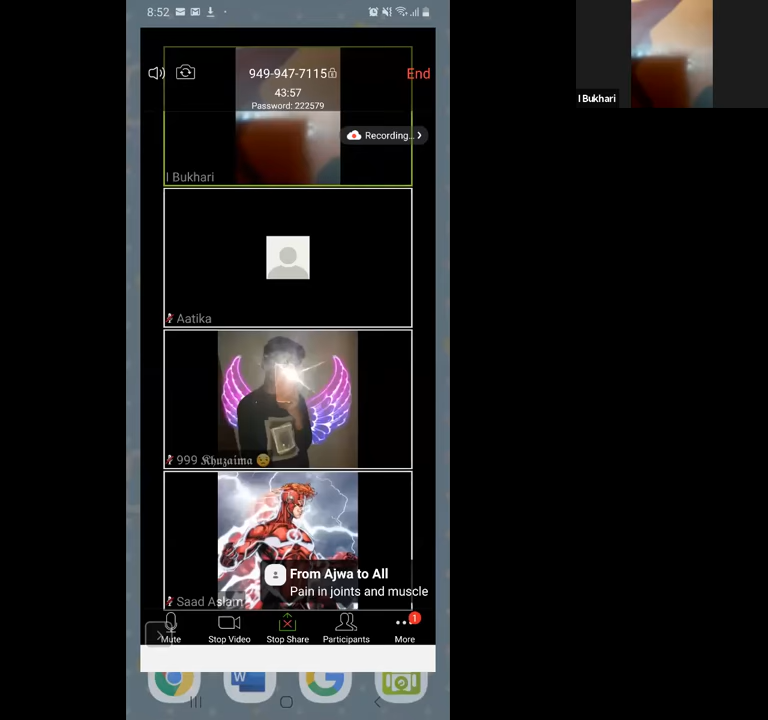 8:52
949-947-7115
End
43:57
Password: 222579
Recording...
I Bukhari
I Bukhari
Aatika
999 𝔎𝔥𝔲𝔷𝔞𝔦𝔪𝔞 😥
From Ajwa to All
Pain in joints and muscle
Saad Aslam
1
Mute
Stop Video
Stop Share
Participants
More
W
G